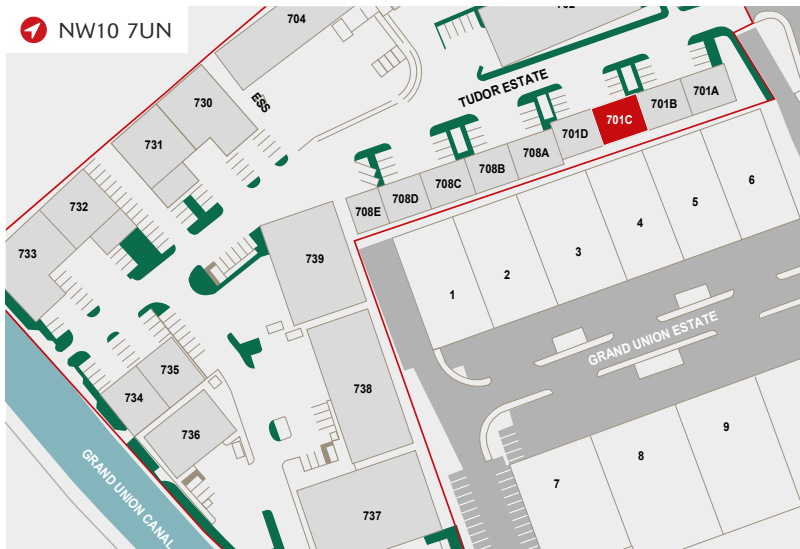 NW10 7UN
704
702
ESS
TUDOR ESTATE
730
731
732
733
701A
701B
701C
701D
708A
708B
708C
708D
708E
739
738
737
735
734
736
1
2
3
4
5
6
GRAND UNION ESTATE
7
8
9
GRAND UNION CANAL